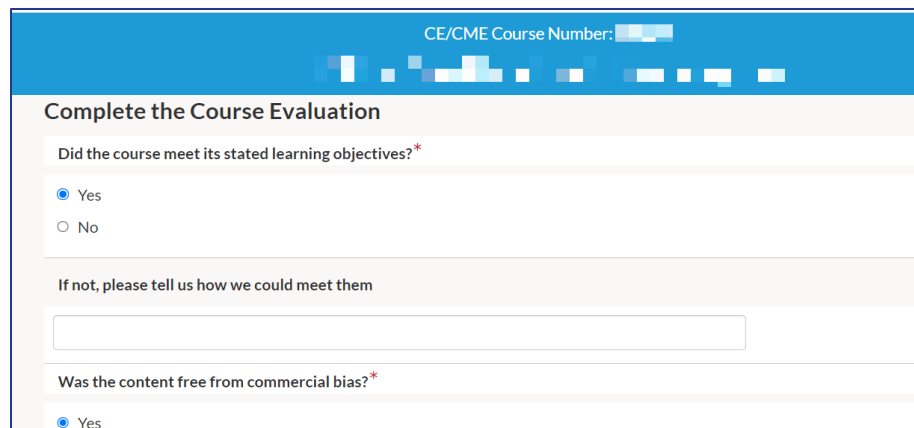 CE/CME Course Number:
Complete the Course Evaluation
Did the course meet its stated learning objectives?*
Yes
No
If not, please tell us how we could meet them
Was the content free from commercial bias?*
Yes